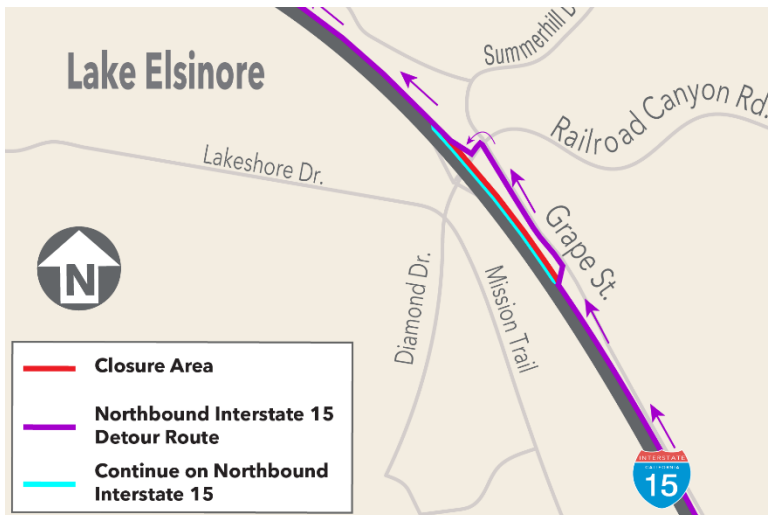 Lake Elsinore
Summerhill D
Railroad Canyon Rd.
Lakeshore Dr.
Grape St.
Diamond Dr.
Mission Trail
N
Closure Area
Northbound Interstate 15
Detour Route
Continue on Northbound
Interstate 15
INTERSTATE
CALIFORNIA
15